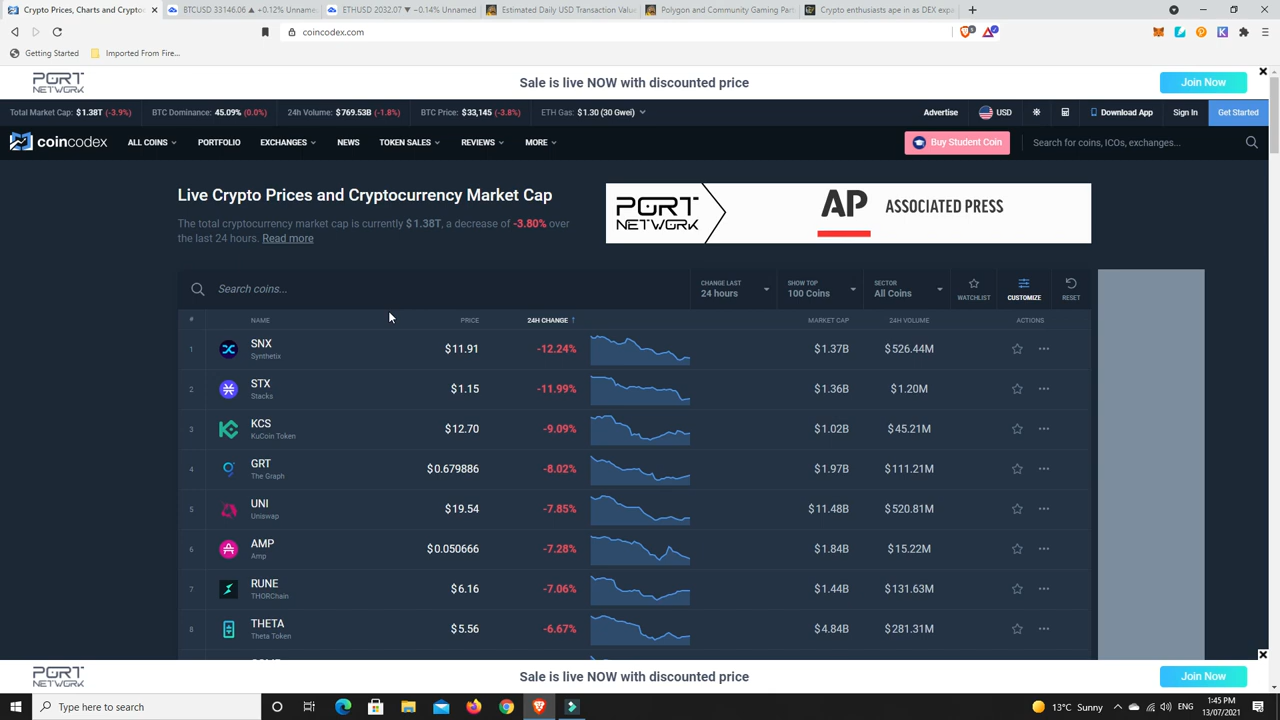 Crypto Prices, Charts and Cryptoc
BTCUSD 33146.06 ▲ +0.12% Unname
ETHUSD 2032.07 ▼ −0.14% Unnamed
Estimated Daily USD Transaction Valu
Polygon and Community Gaming Part
Crypto enthusiasts ape in as DEX expa
coincodex.com
Getting Started
Imported From Fire...
PORT NETWORK
Sale is live NOW with discounted price
Join Now
Total Market Cap: $1.38T (-3.9%)
BTC Dominance: 45.09% (0.0%)
24h Volume: $769.53B (-1.8%)
BTC Price: $33,145 (-3.8%)
ETH Gas: $1.30 (30 Gwei)
Advertise
USD
Download App
Sign In
Get Started
coincodex
ALL COINS
PORTFOLIO
EXCHANGES
NEWS
TOKEN SALES
REVIEWS
MORE
Buy Student Coin
Search for coins, ICOs, exchanges...
Live Crypto Prices and Cryptocurrency Market Cap
The total cryptocurrency market cap is currently $1.38T, a decrease of -3.80% over
the last 24 hours. Read more
PORT NETWORK
AP ASSOCIATED PRESS
Search coins...
CHANGE LAST
24 hours
SHOW TOP
100 Coins
SECTOR
All Coins
WATCHLIST
CUSTOMIZE
RESET
# NAME PRICE 24H CHANGE ↑ MARKET CAP 24H VOLUME ACTIONS
1 SNX $11.91 -12.24% $1.37B $526.44M
Synthetix
2 STX $1.15 -11.99% $1.36B $1.20M
Stacks
3 KCS $12.70 -9.09% $1.02B $45.21M
KuCoin Token
4 GRT $0.679886 -8.02% $1.97B $111.21M
The Graph
5 UNI $19.54 -7.85% $11.48B $520.81M
Uniswap
6 AMP $0.050666 -7.28% $1.84B $15.22M
Amp
7 RUNE $6.16 -7.06% $1.44B $131.63M
THORChain
8 THETA $5.56 -6.67% $4.84B $281.31M
Theta Token
PORT NETWORK
Sale is live NOW with discounted price
Join Now
Type here to search
13°C Sunny
ENG
1:45 PM
13/07/2021